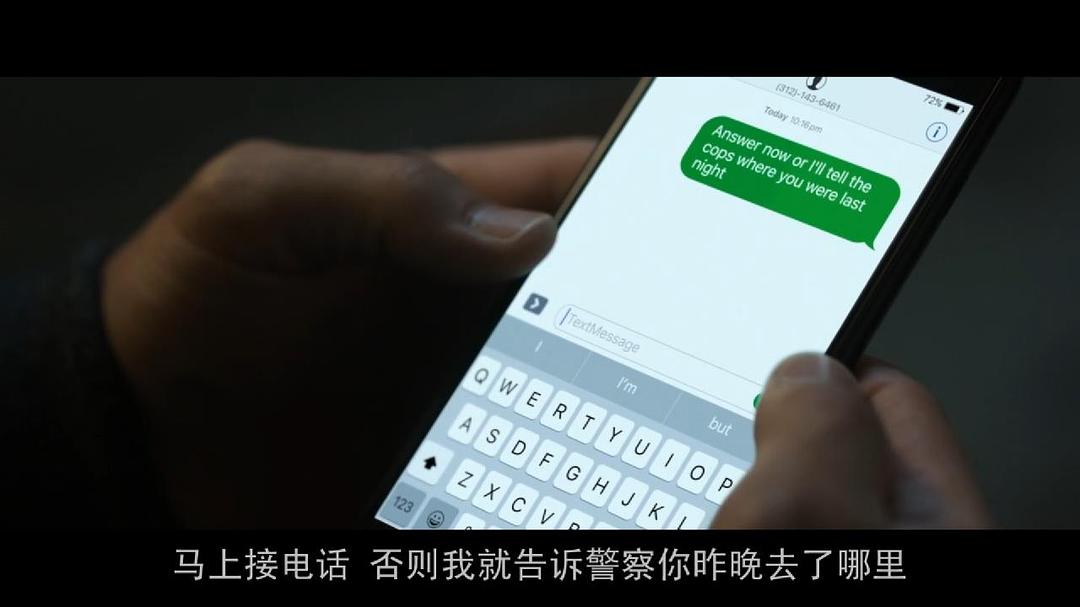 (312)-143-6461
72%
Today 10:16pm
Answer now or I'll tell the
cops where you were last
night
TextMessage
I I'm but
Q W E R T Y U I O P
A S D F G H J K L
Z X C V
123
马上接电话 否则我就告诉警察你昨晚去了哪里